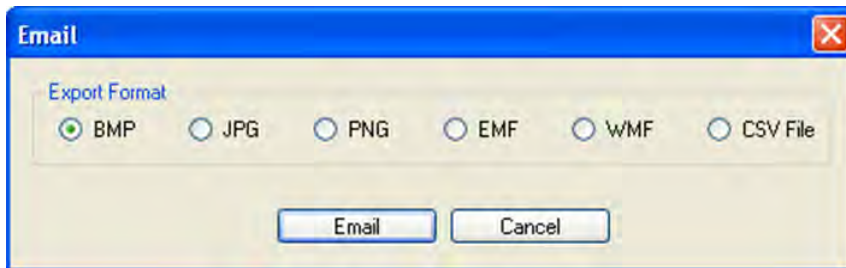 Email
Export Format
BMP JPG PNG EMF WMF CSV File
Email Cancel